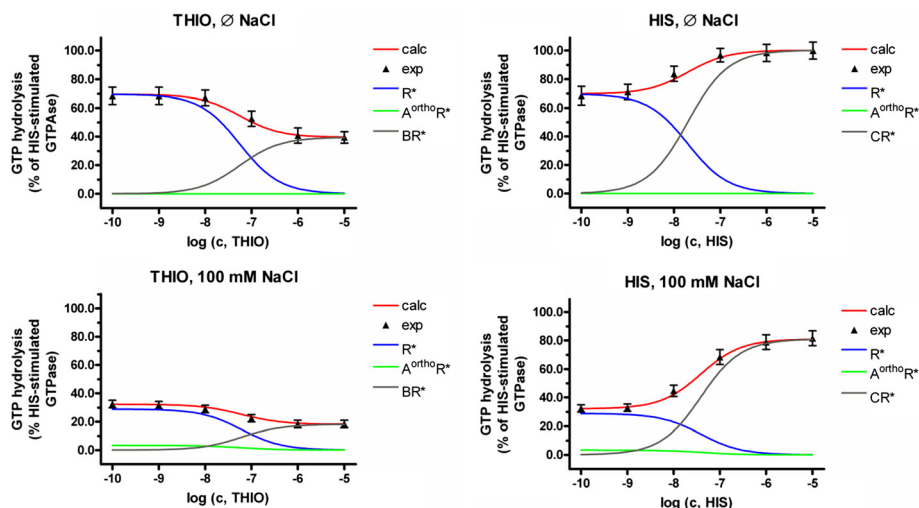 THIO, ∅ NaCl
GTP hydrolysis
(% of HIS-stimulated
GTPAse)
100.0
80.0
60.0
40.0
20.0
0.0
-10 -9 -8 -7 -6 -5
log (c, THIO)
calc
exp
R*
A^ortho R*
BR*
HIS, ∅ NaCl
GTP hydrolysis
(% of HIS-stimulated
GTPase)
100.0
80.0
60.0
40.0
20.0
0.0
-10 -9 -8 -7 -6 -5
log (c, HIS)
calc
exp
R*
A^ortho R*
CR*
THIO, 100 mM NaCl
GTP hydrolysis
(% HIS-stimulated
GTPase)
100.0
80.0
60.0
40.0
20.0
0.0
-10 -9 -8 -7 -6 -5
log (c, THIO)
calc
exp
R*
A^ortho R*
BR*
HIS, 100 mM NaCl
GTP hydrolysis
(% of HIS-stimulated
GTPase)
100.0
80.0
60.0
40.0
20.0
0.0
-10 -9 -8 -7 -6 -5
log (c, HIS)
calc
exp
R*
A^ortho R*
CR*